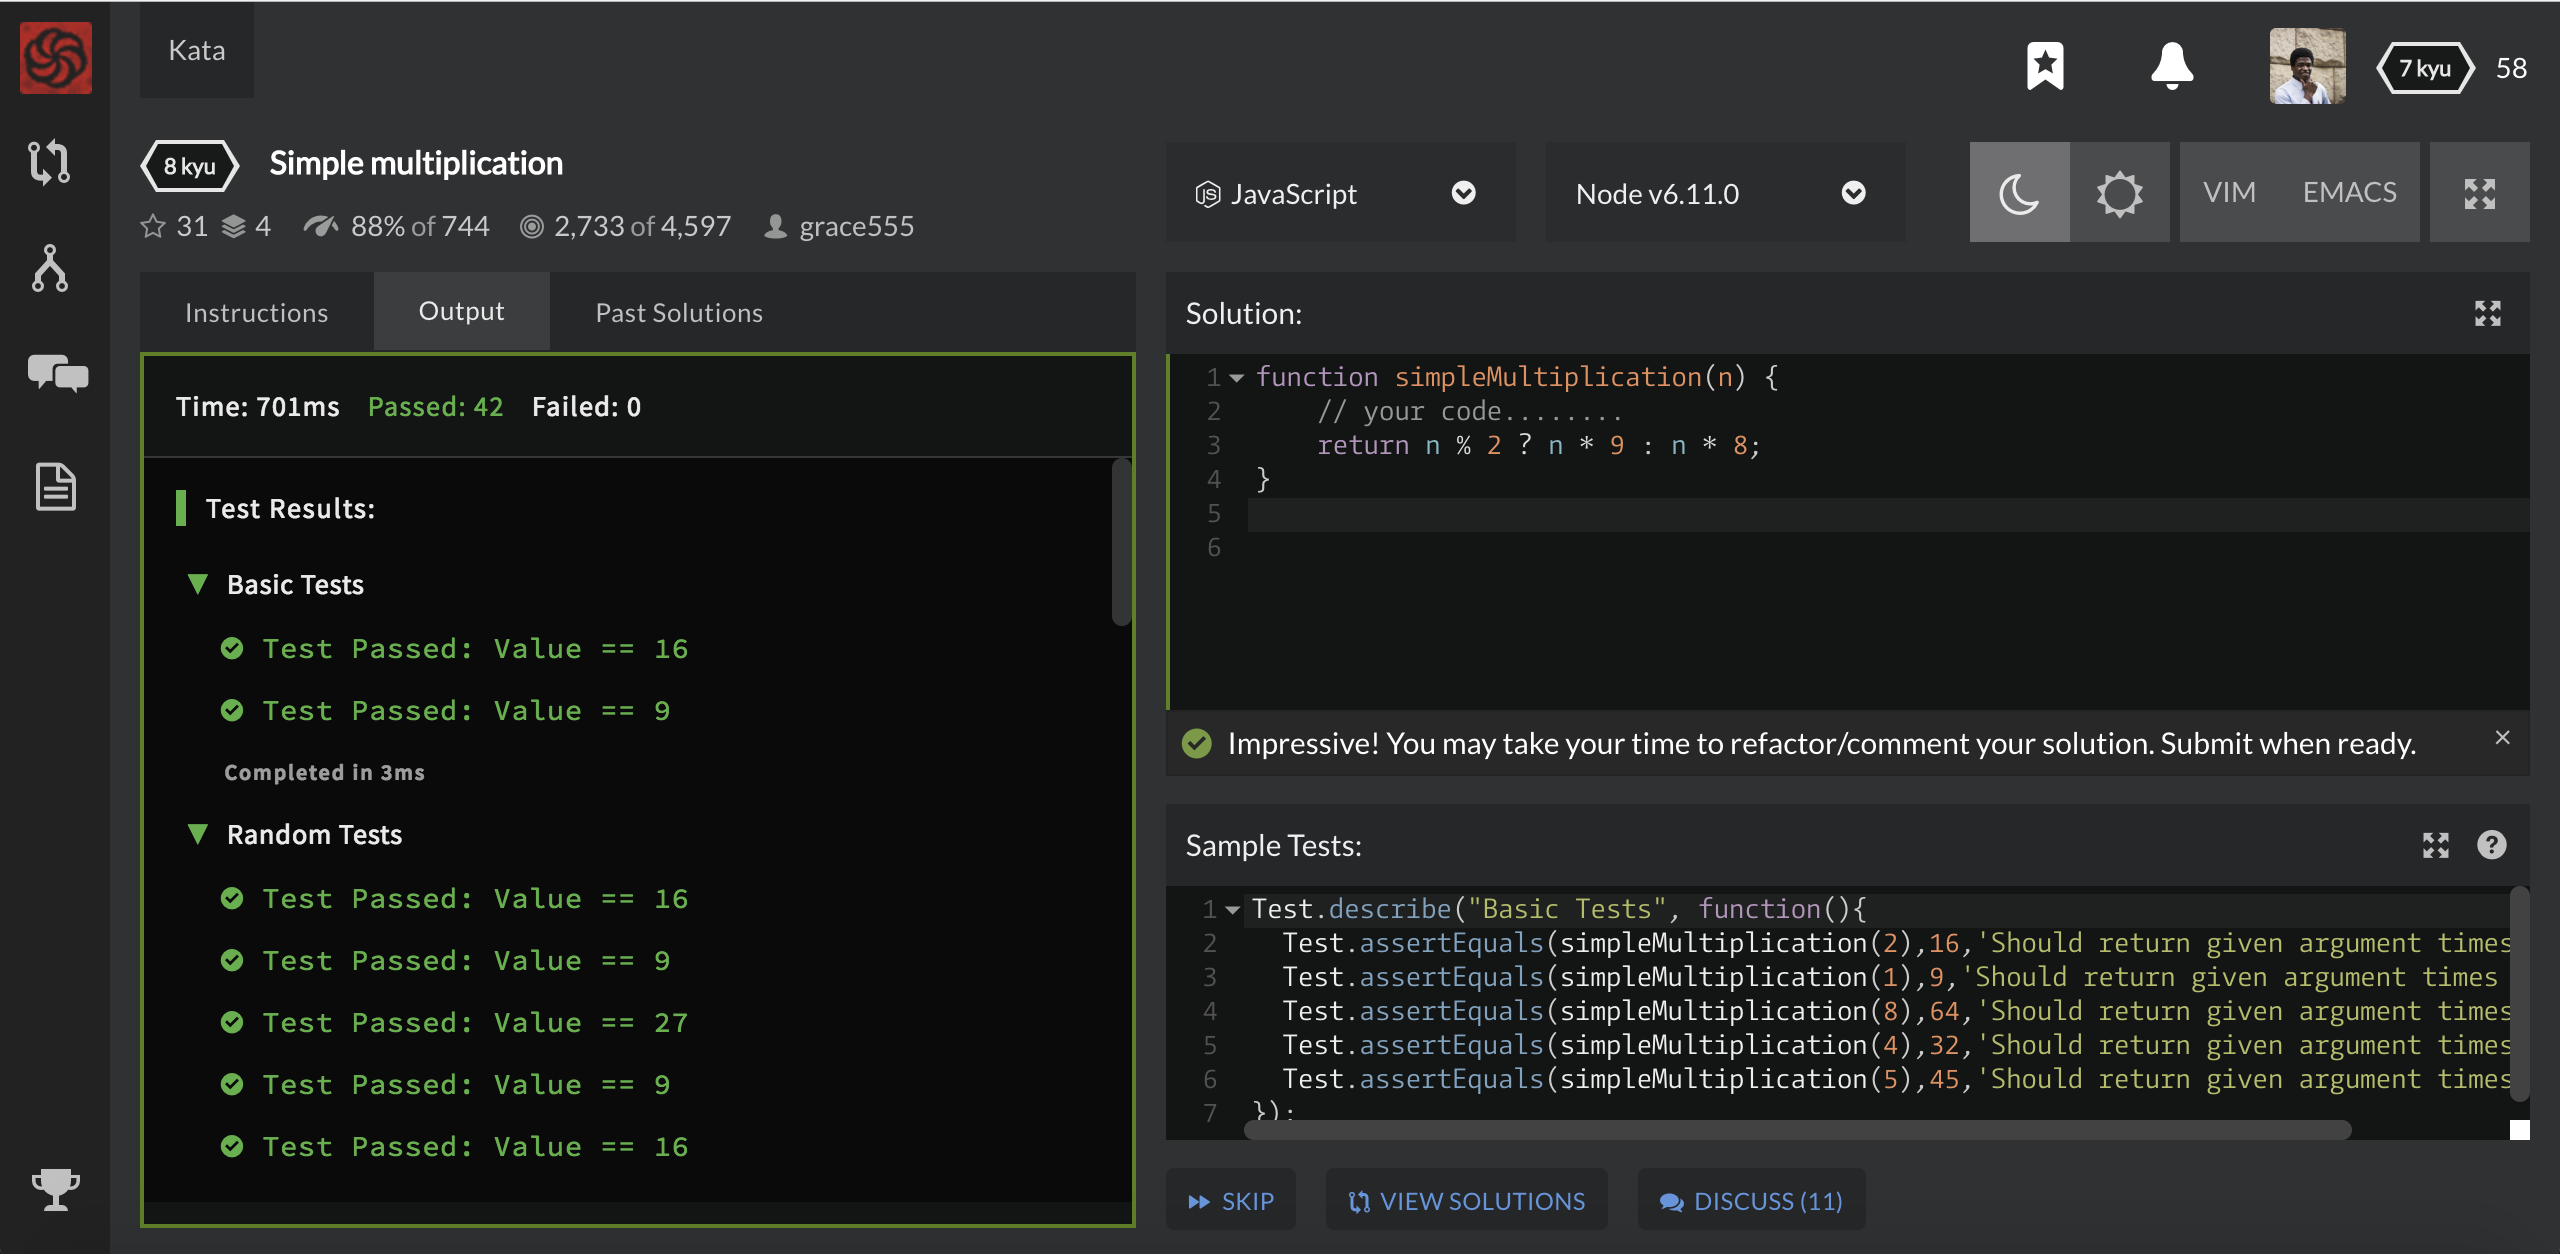 Kata
7 kyu 58
8 kyu Simple multiplication
31 4 88% of 744 2,733 of 4,597 grace555
JavaScript
Node v6.11.0
VIM EMACS
Instructions Output Past Solutions
Time: 701ms Passed: 42 Failed: 0
Test Results:
Basic Tests
Test Passed: Value == 16
Test Passed: Value == 9
Completed in 3ms
Random Tests
Test Passed: Value == 16
Test Passed: Value == 9
Test Passed: Value == 27
Test Passed: Value == 9
Test Passed: Value == 16
Solution:
1 function simpleMultiplication(n) {
2 // your code........
3 return n % 2 ? n * 9 : n * 8;
4 }
5
6
Impressive! You may take your time to refactor/comment your solution. Submit when ready. ×
Sample Tests:
1 Test.describe("Basic Tests", function(){
2 Test.assertEquals(simpleMultiplication(2),16,'Should return given argument times
3 Test.assertEquals(simpleMultiplication(1),9,'Should return given argument times
4 Test.assertEquals(simpleMultiplication(8),64,'Should return given argument times
5 Test.assertEquals(simpleMultiplication(4),32,'Should return given argument times
6 Test.assertEquals(simpleMultiplication(5),45,'Should return given argument times
7 });
SKIP VIEW SOLUTIONS DISCUSS (11)